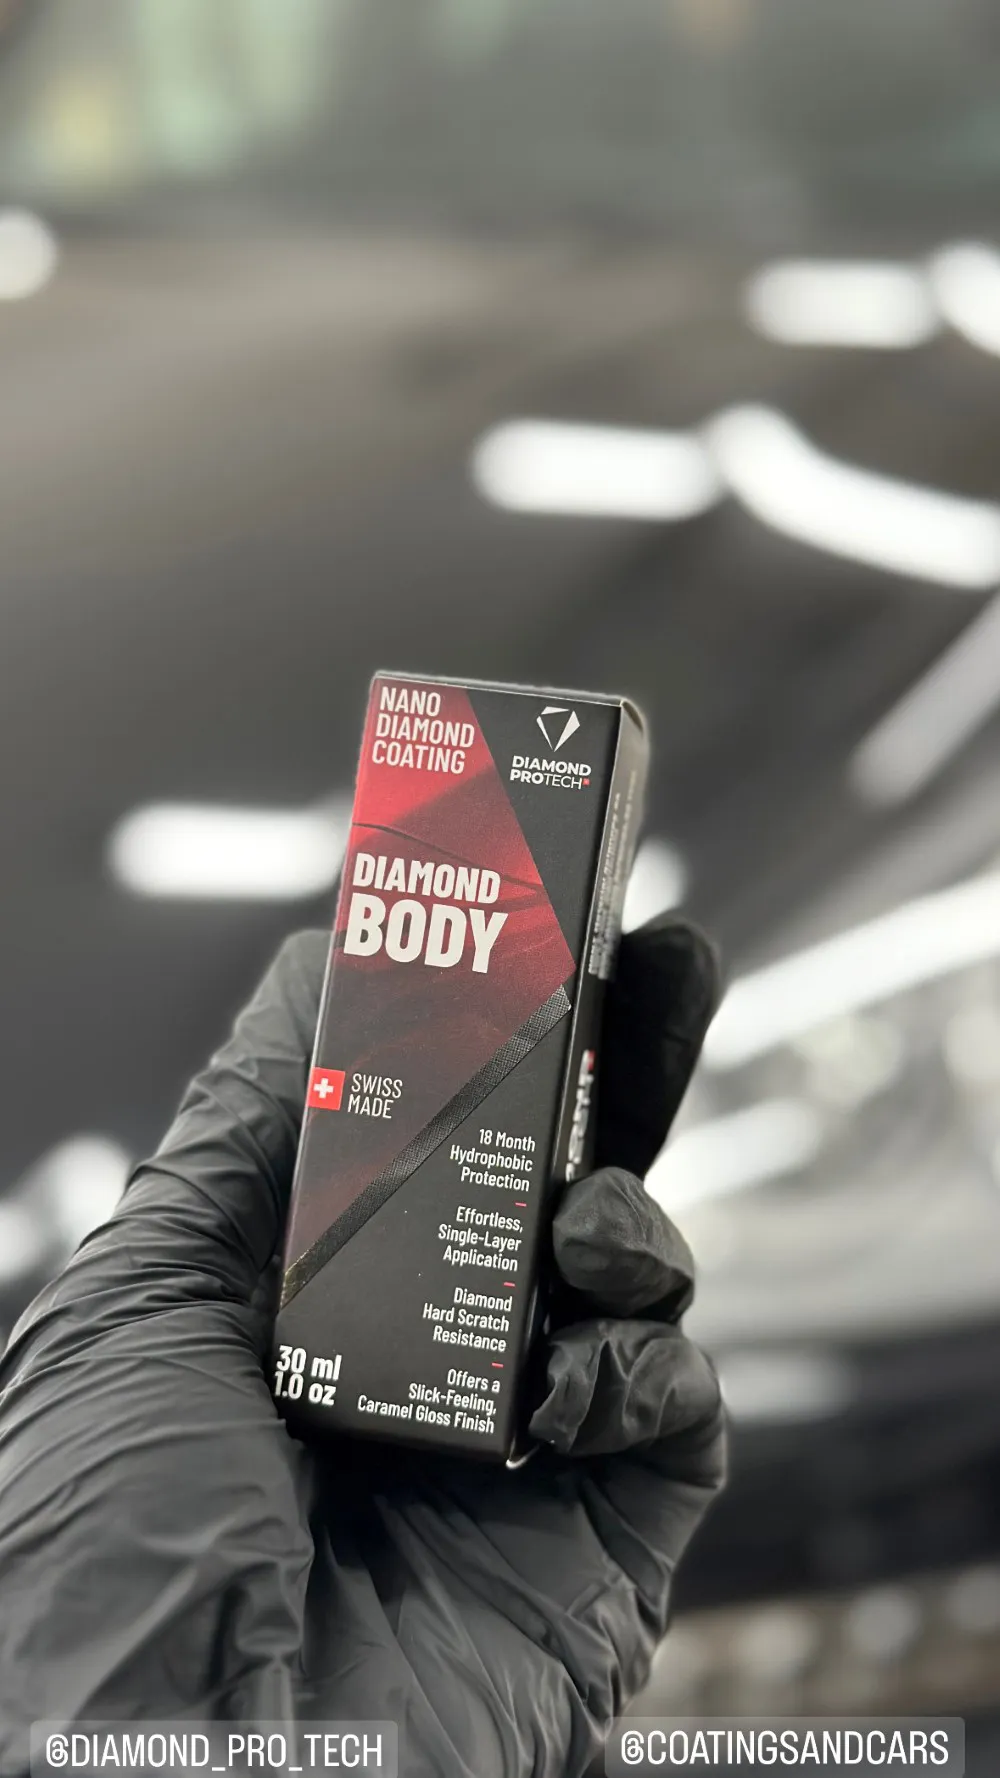 NANO
DIAMOND
COATING
DIAMOND
PROTECH
DIAMOND
BODY
SWISS
MADE
18 Month
Hydrophobic
Protection
Effortless,
Single-Layer
Application
Diamond
Hard Scratch
Resistance
Offers a
Slick-Feeling,
Caramel Gloss Finish
30 ml
1.0 oz
@DIAMOND_PRO_TECH
@COATINGSANDCARS